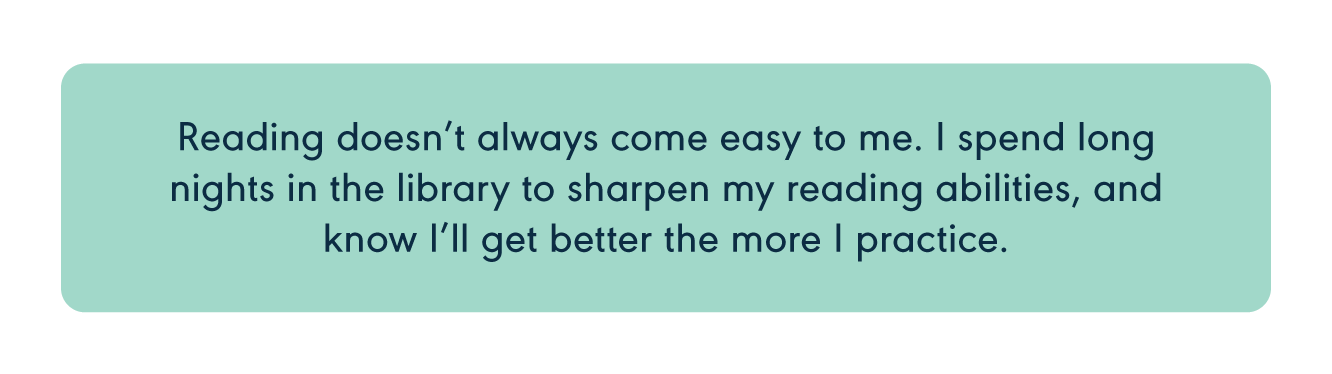 Reading doesn’t always come easy to me. I spend long
nights in the library to sharpen my reading abilities, and
know I’ll get better the more I practice.